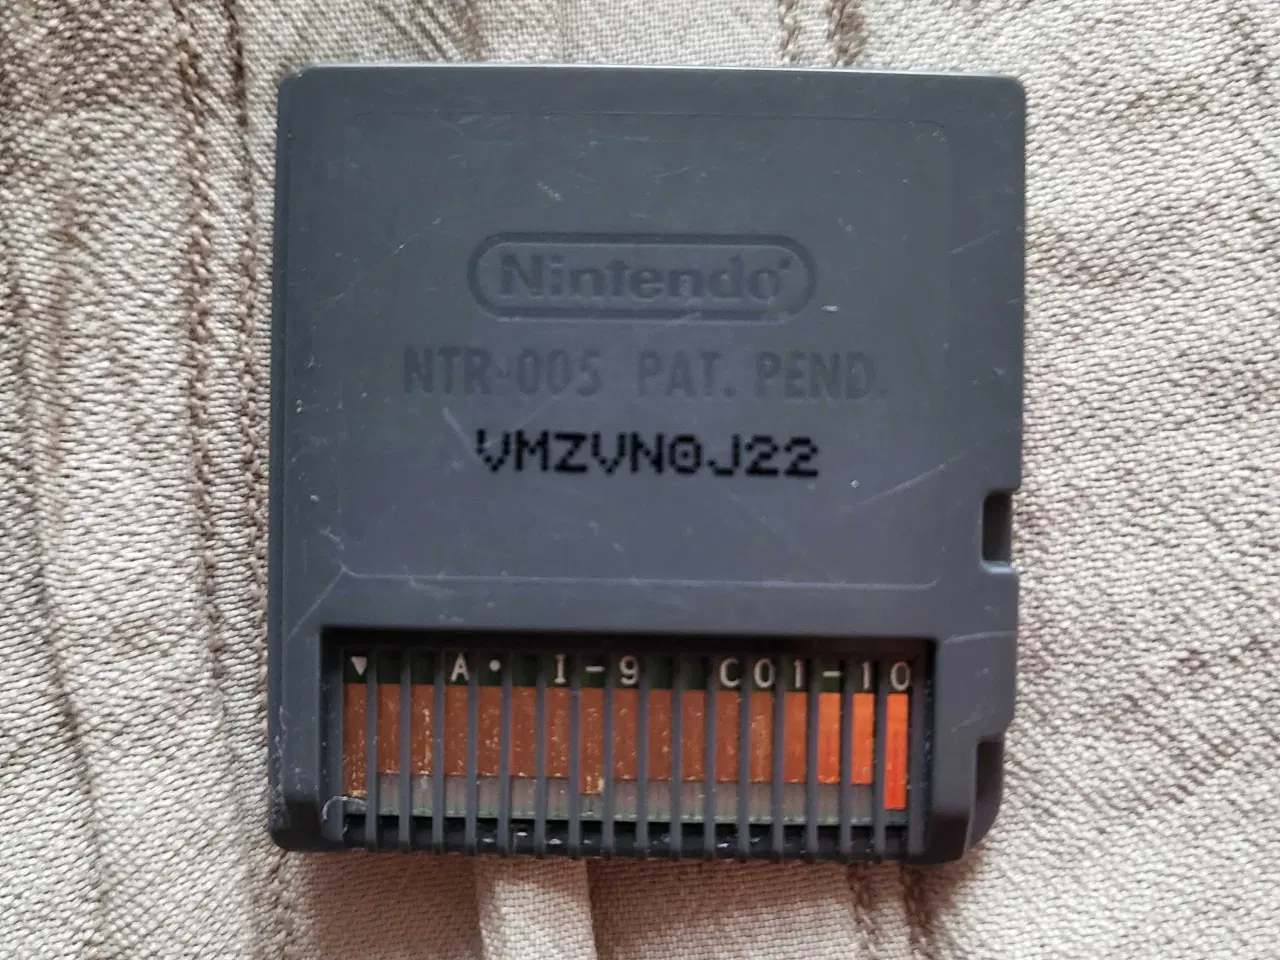 Nintendo®
NTR-005 PAT. PEND.
VMZVN0J22
▼ A• I-9 C01-10